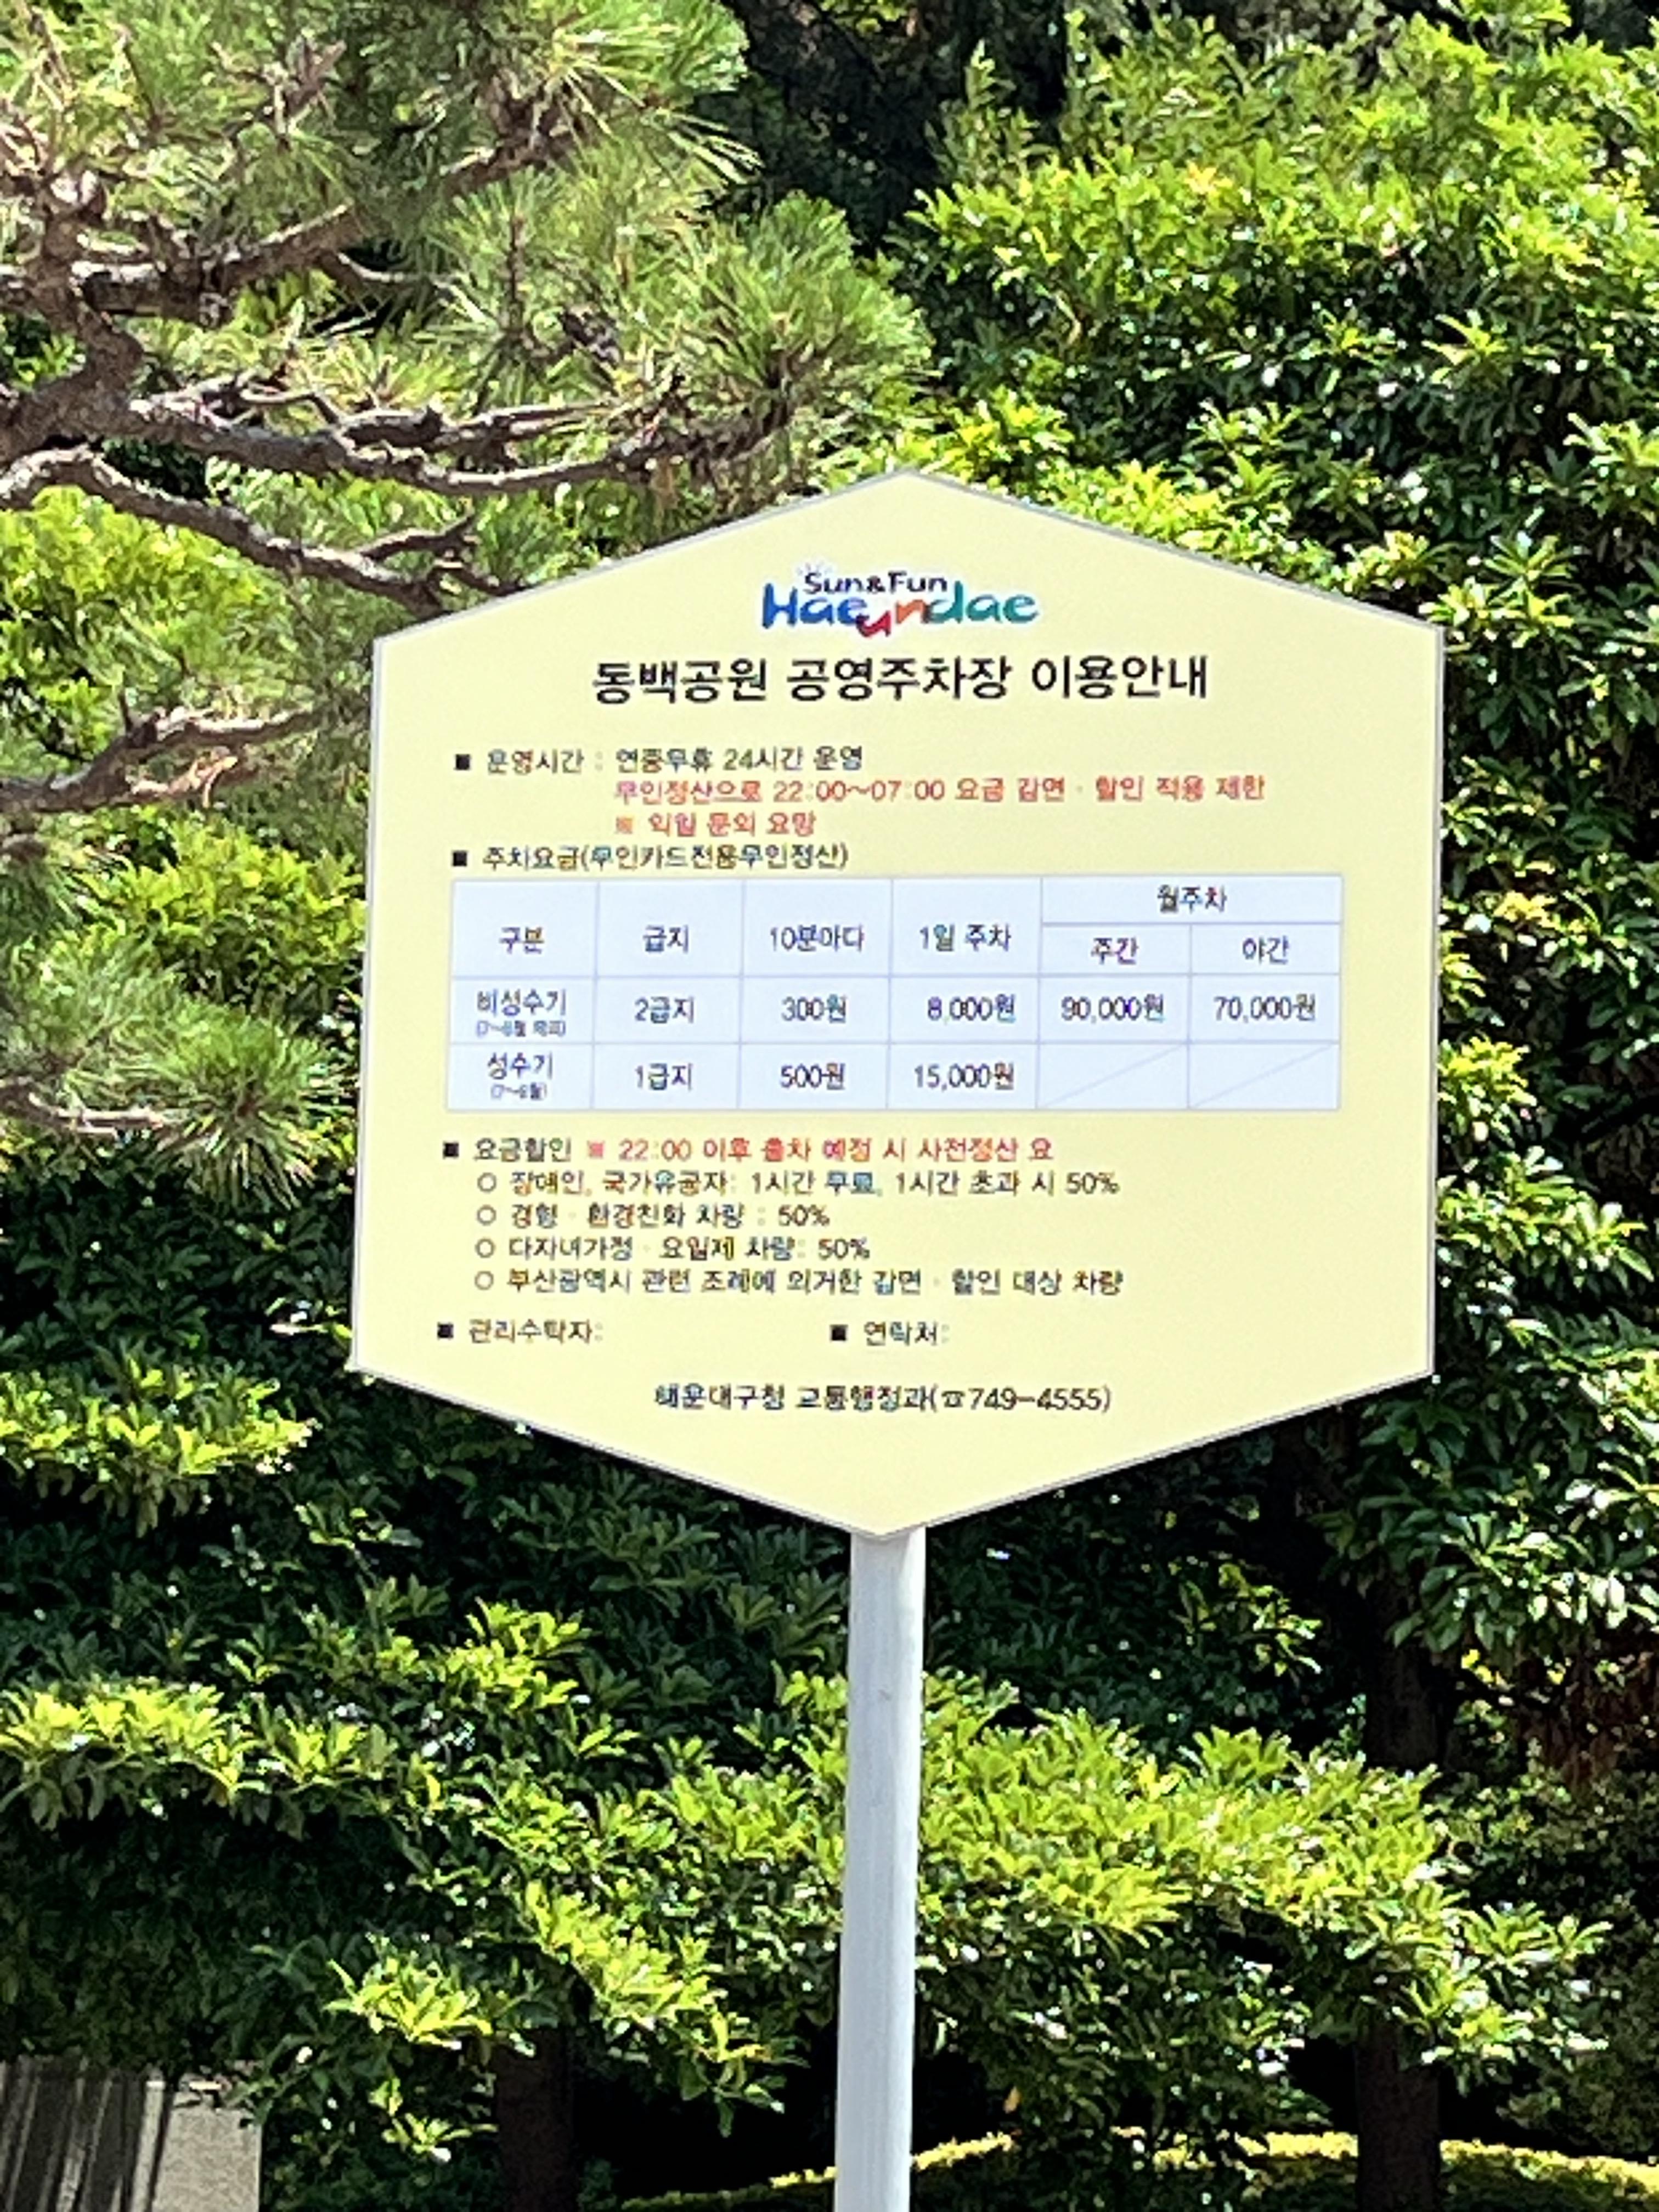 Sun&Fun
Haeundae
동백공원 공영주차장 이용안내
■ 운영시간 : 연중무휴 24시간 운영
무인정산으로 22:00~07:00 요금 감면·할인 적용 제한
※ 익일 문의 요망
■ 주차요금(무인카드전용무인정산)
구분 급지 10분마다 1일 주차 월주차
주간 야간
비성수기 2급지 300원 8,000원 90,000원 70,000원
성수기 1급지 500원 15,000원
■ 요금할인 ※ 22:00 이후 출차 예정 시 사전정산 요
○ 장애인, 국가유공자: 1시간 무료, 1시간 초과 시 50%
○ 경형·환경친화 차량 : 50%
○ 다자녀가정·요일제 차량: 50%
○ 부산광역시 관련 조례에 의거한 감면·할인 대상 차량
■ 관리수탁자: ■ 연락처:
해운대구청 교통행정과(☎749-4555)